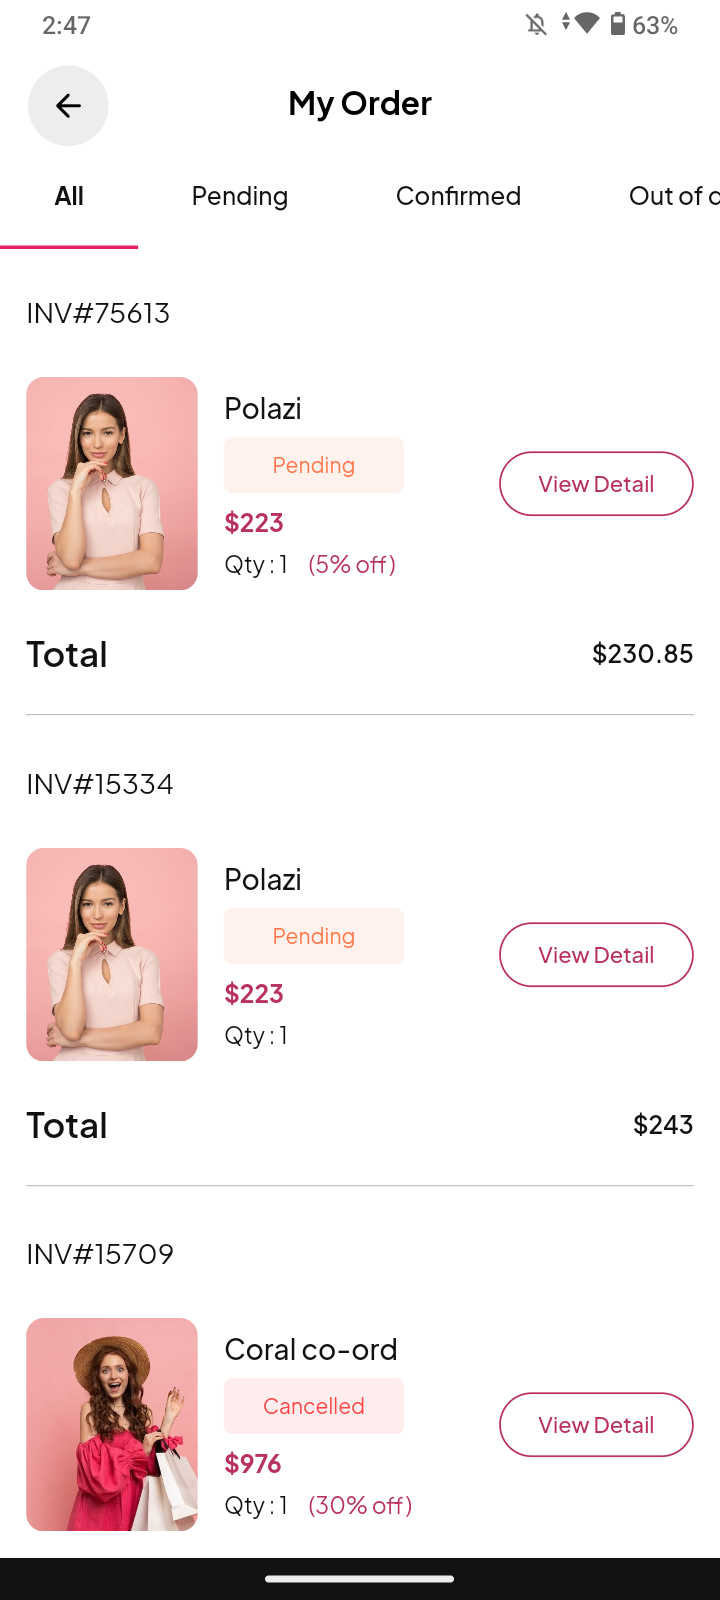 2:47 63%
My Order
All Pending Confirmed Out of
INV#75613
Polazi
Pending
View Detail
$223
Qty : 1 (5% off)
Total $230.85
INV#15334
Polazi
Pending
View Detail
$223
Qty : 1
Total $243
INV#15709
Coral co-ord
Cancelled
View Detail
$976
Qty : 1 (30% off)